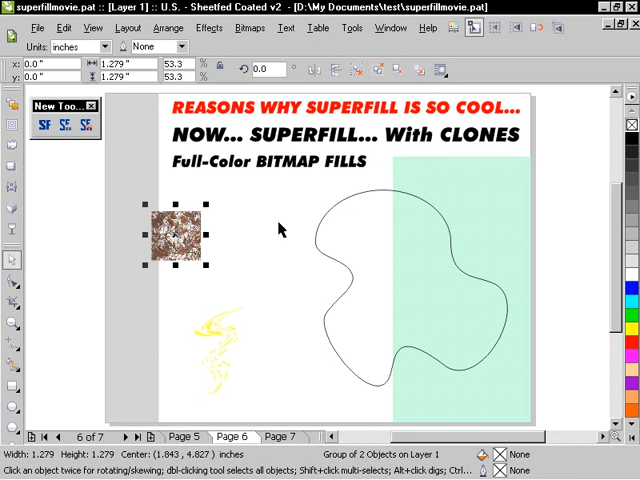 superfillmovie.pat :: [Layer 1] :: U.S. - Sheetfed Coated v2 - [D:\My Documents\test\superfillmovie.pat]
File Edit View Layout Arrange Effects Bitmaps Text Tools Window Help
Units: inches None
x: 0.0" 1.279 " 53.3 % 0.0 °
y: 0.0" 1.279 " 53.3 %
New Too...
SF SF SF
REASONS WHY SUPERFILL IS SO COOL...
NOW... SUPERFILL... With CLONES
Full-Color BITMAP FILLS
6 of 7 Page 5 Page 6 Page 7
Width: 1.279 Height: 1.279 Center: (1.843 , 4.827 ) inches Group of 2 Objects on Layer 1 None
Click an object twice for rotating/skewing; dbl-clicking tool selects all objects; Shift+click multi-selects; Alt+click digs; Ctrl... None